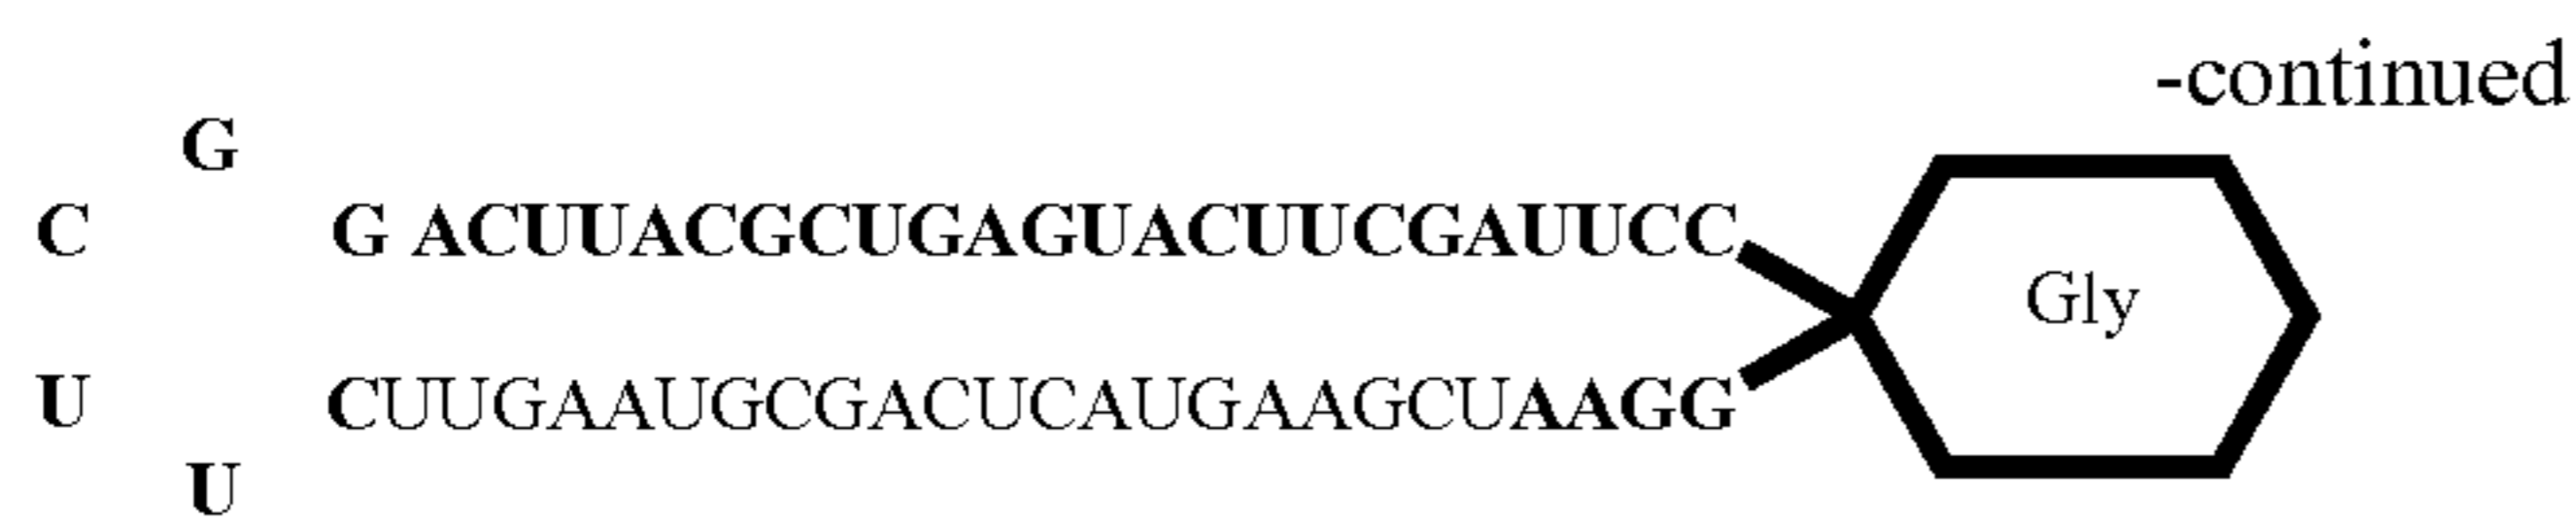 -continued
G
C G ACUUACGCUGAGUACUUCGAUUCC
Gly
U CUUGAAUGCGACUCAUGAAGCUAAGG
U